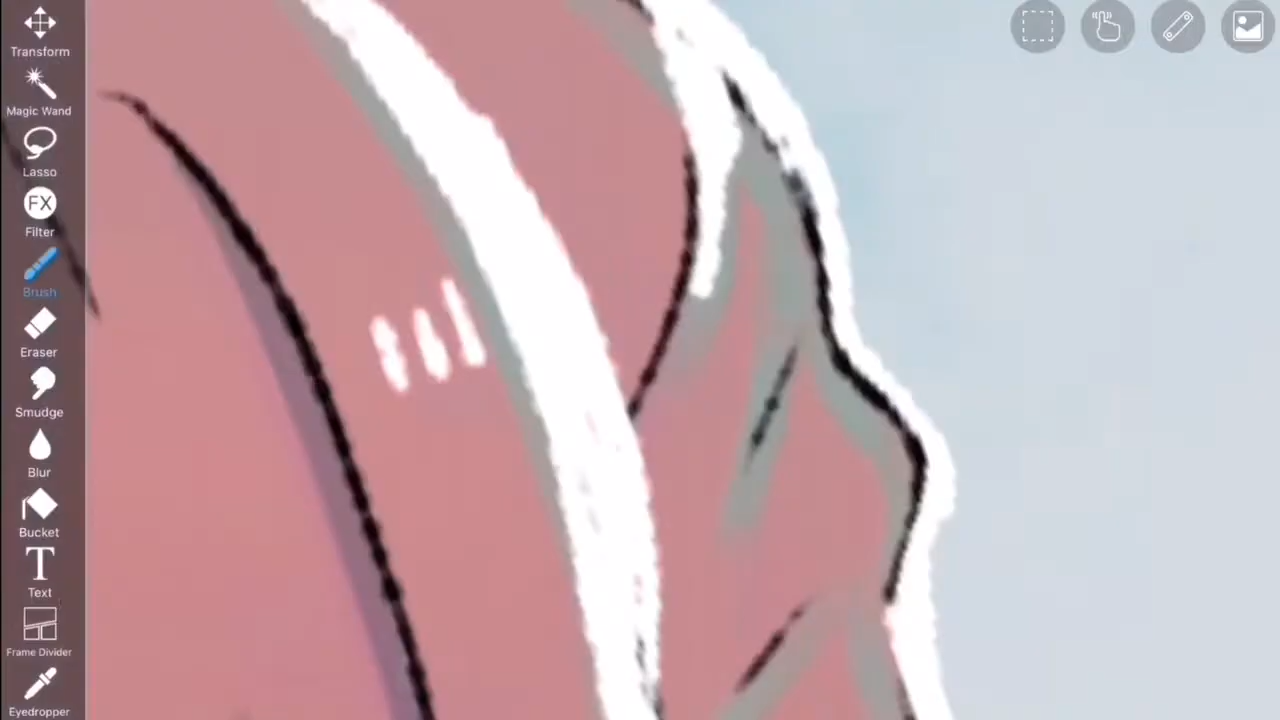 Transform
Magic Wand
Lasso
FX
Filter
Brush
Eraser
Smudge
Blur
Bucket
T
Text
Frame Divider
Eyedropper